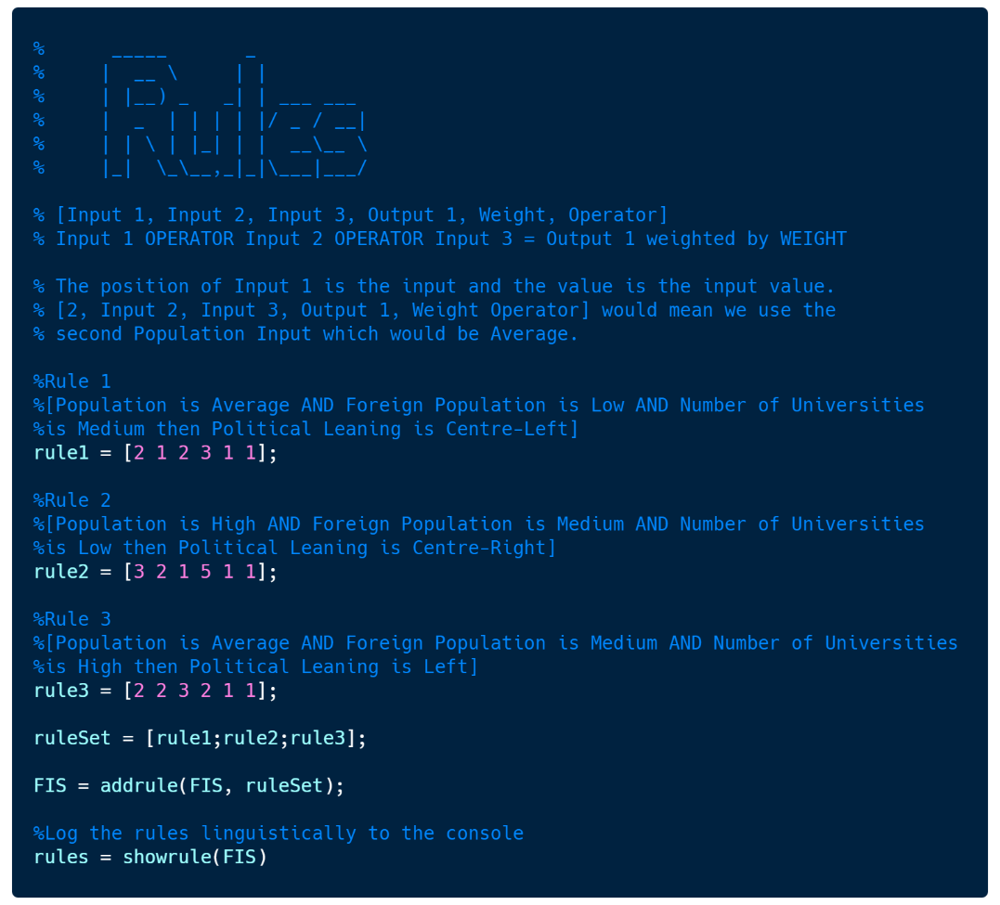 %      _____       _
%     |  __ \     | |
%     | |__) _   _| | ___ ___
%     |  _  | | | | |/ _ / __|
%     | | \ | |_| | |  __\__ \
%     |_|  \_\__,_|_|\___|___/
% [Input 1, Input 2, Input 3, Output 1, Weight, Operator]
% Input 1 OPERATOR Input 2 OPERATOR Input 3 = Output 1 weighted by WEIGHT
% The position of Input 1 is the input and the value is the input value.
% [2, Input 2, Input 3, Output 1, Weight Operator] would mean we use the
% second Population Input which would be Average.
%Rule 1
%[Population is Average AND Foreign Population is Low AND Number of Universities
%is Medium then Political Leaning is Centre-Left]
rule1 = [2 1 2 3 1 1];
%Rule 2
%[Population is High AND Foreign Population is Medium AND Number of Universities
%is Low then Political Leaning is Centre-Right]
rule2 = [3 2 1 5 1 1];
%Rule 3
%[Population is Average AND Foreign Population is Medium AND Number of Universities
%is High then Political Leaning is Left]
rule3 = [2 2 3 2 1 1];
ruleSet = [rule1;rule2;rule3];
FIS = addrule(FIS, ruleSet);
%Log the rules linguistically to the console
rules = showrule(FIS)